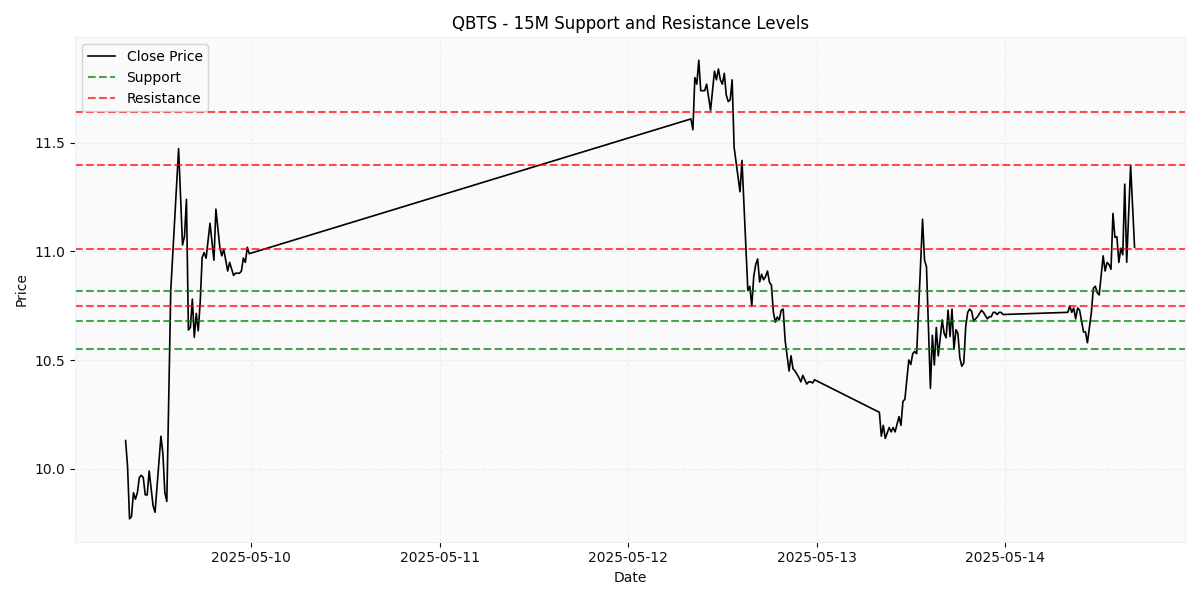 QBTS - 15M Support and Resistance Levels
Close Price
Support
Resistance
11.5
11.0
10.5
10.0
Price
2025-05-10 2025-05-11 2025-05-12 2025-05-13 2025-05-14
Date